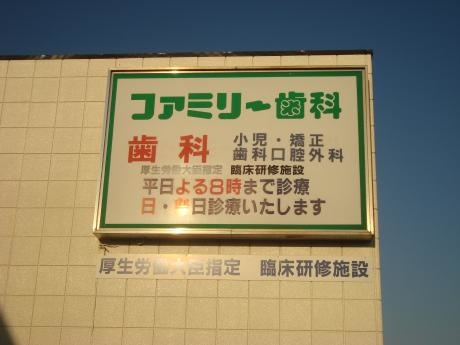 ファミリー歯科
歯科 小児・矯正
歯科口腔外科
厚生労働大臣指定 臨床研修施設
平日よる8時まで診療
日・祭日診療いたします
厚生労働大臣指定 臨床研修施設